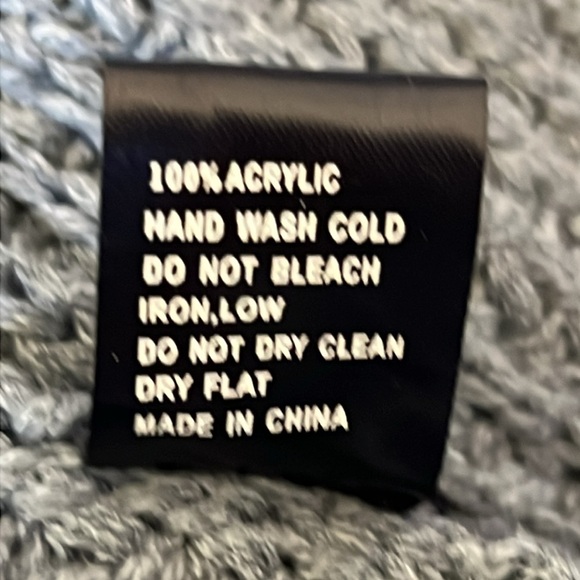 100%ACRYLIC
HAND WASH COLD
DO NOT BLEACH
IRON,LOW
DO NOT DRY CLEAN
DRY FLAT
MADE IN CHINA